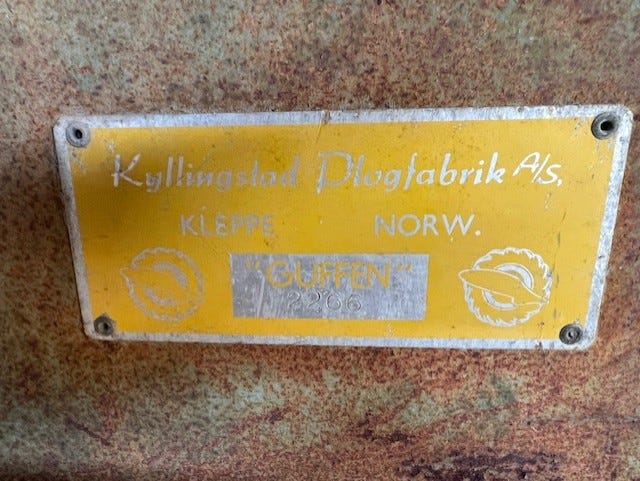 Kyllingstad Plogfabrik A/S.
KLEPPE NORW.
"GUFFEN"
2266